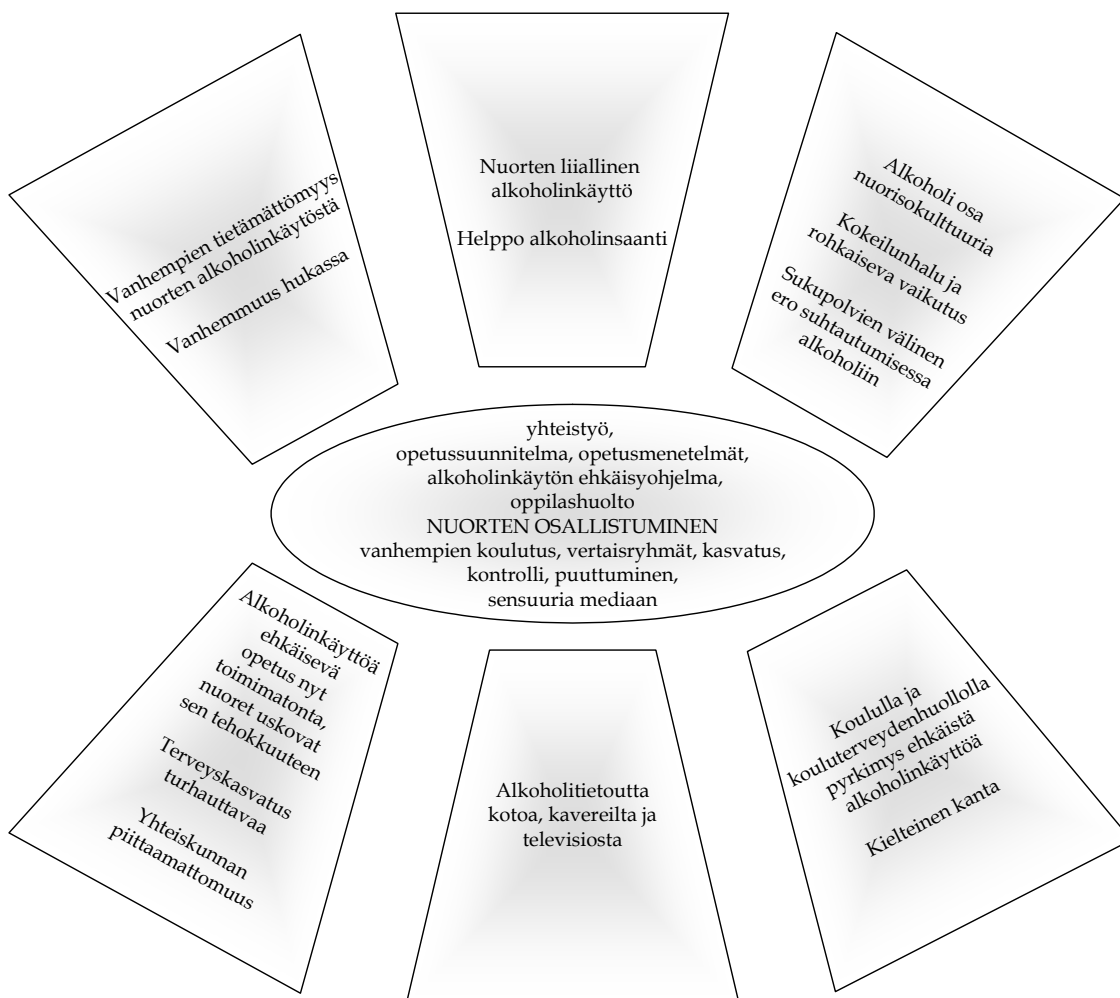 Vanhempien tietämättömyys
nuorten alkoholinkäytöstä
Vanhemmuus hukassa
Nuorten liiallinen
alkoholinkäyttö
Helppo alkoholinsaanti
Alkoholi osa
nuorisokulttuuria
Kokeilunhalu ja
rohkaiseva vaikutus
Sukupolvien välinen
ero suhtautumisessa
alkoholiin
yhteistyö,
opetussuunnitelma, opetusmenetelmät,
alkoholinkäytön ehkäisyohjelma,
oppilashuolto
NUORTEN OSALLISTUMINEN
vanhempien koulutus, vertaisryhmät, kasvatus,
kontrolli, puuttuminen,
sensuuria mediaan
Alkoholinkäyttöä
ehkäisevä
opetus nyt
toimimatonta,
nuoret uskovat
sen tehokkuuteen
Terveyskasvatus
turhauttavaa
Yhteiskunnan
piittaamattomuus
Alkoholitietoutta
kotoa, kavereilta ja
televisiosta
Koululla ja
kouluterveydenhuollolla
pyrkimys ehkäistä
alkoholinkäyttöä
Kielteinen kanta